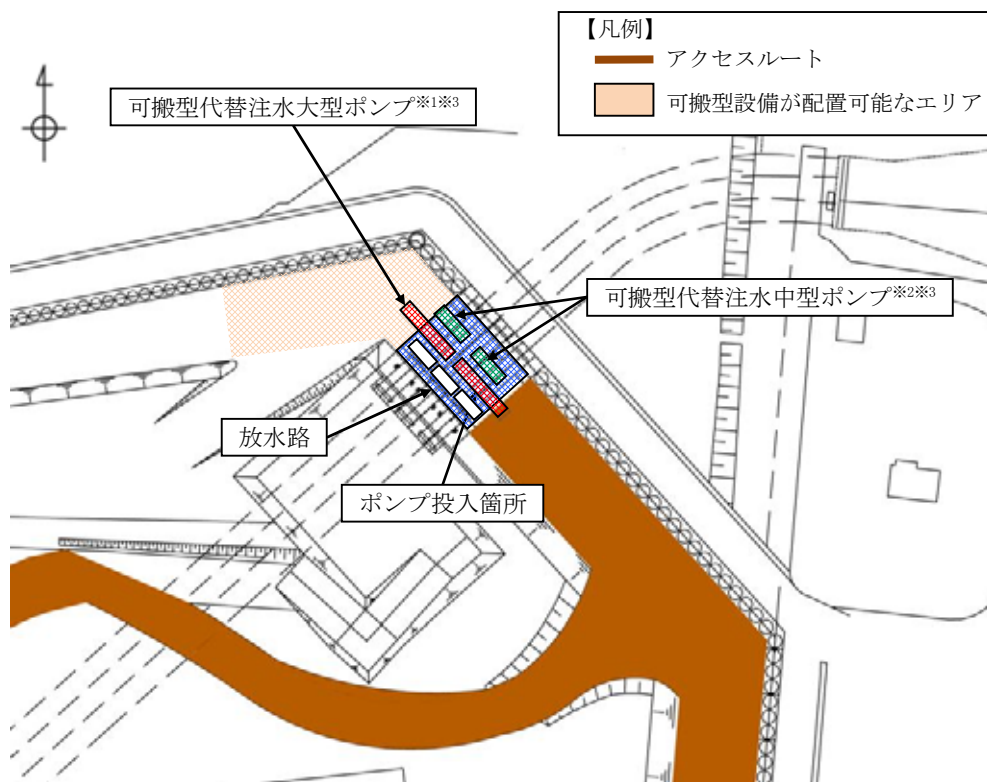 【凡例】
アクセスルート
可搬型設備が配置可能なエリア
可搬型代替注水大型ポンプ※1※3
可搬型代替注水中型ポンプ※2※3
放水路
ポンプ投入箇所